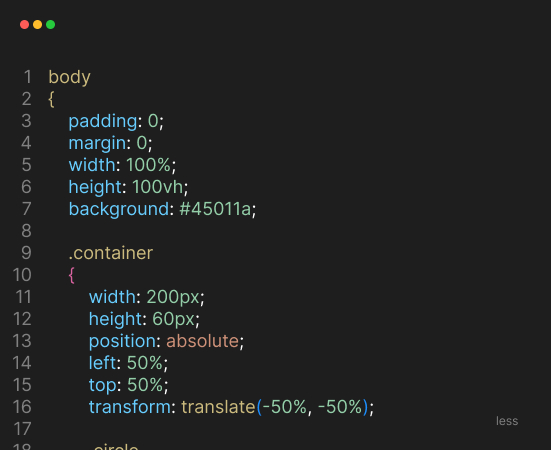 1 body
2 {
3 padding: 0;
4 margin: 0;
5 width: 100%;
6 height: 100vh;
7 background: #45011a;
8
9 .container
10 {
11 width: 200px;
12 height: 60px;
13 position: absolute;
14 left: 50%;
15 top: 50%;
16 transform: translate(-50%, -50%);
less
17
18 .circle